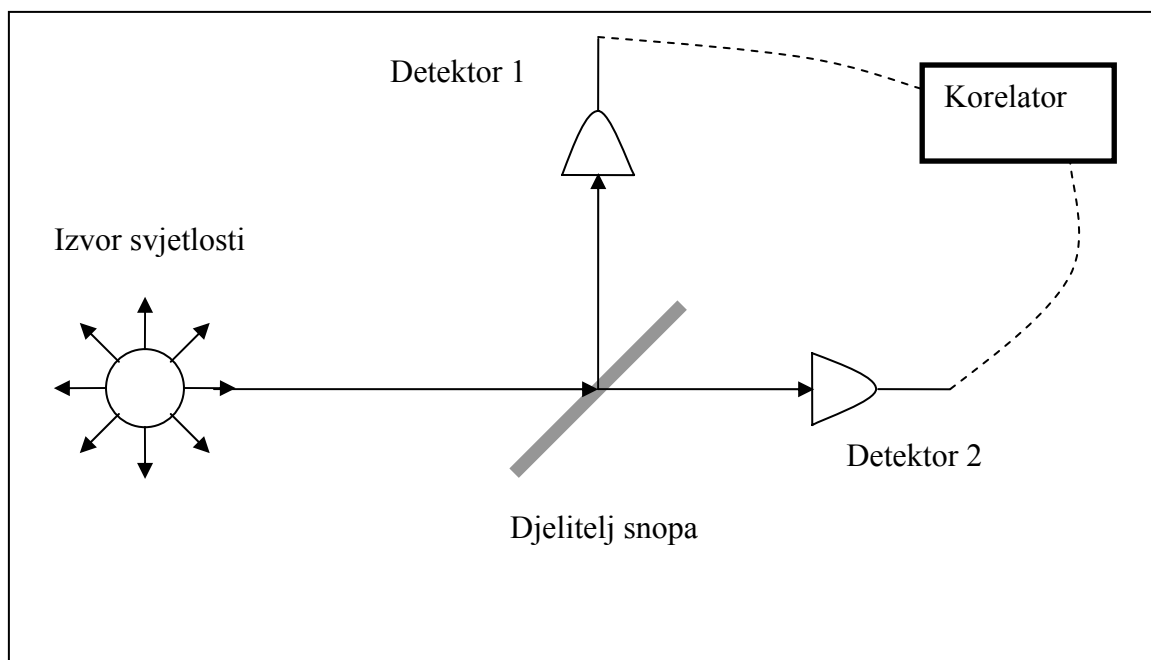 Detektor 1
Korelator
Izvor svjetlosti
Detektor 2
Djelitelj snopa